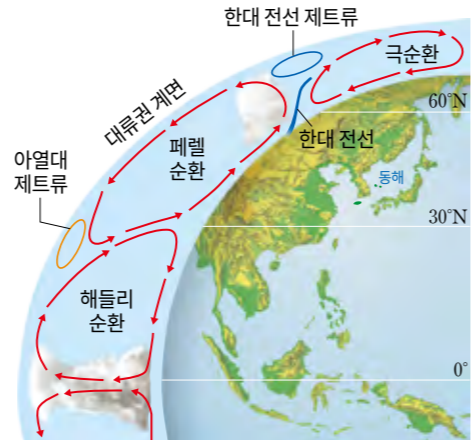 한대 전선 제트류
극순환
대류권 계면
60°N
한대 전선
페렐
순환
아열대
제트류
동해
30°N
해들리
순환
0°